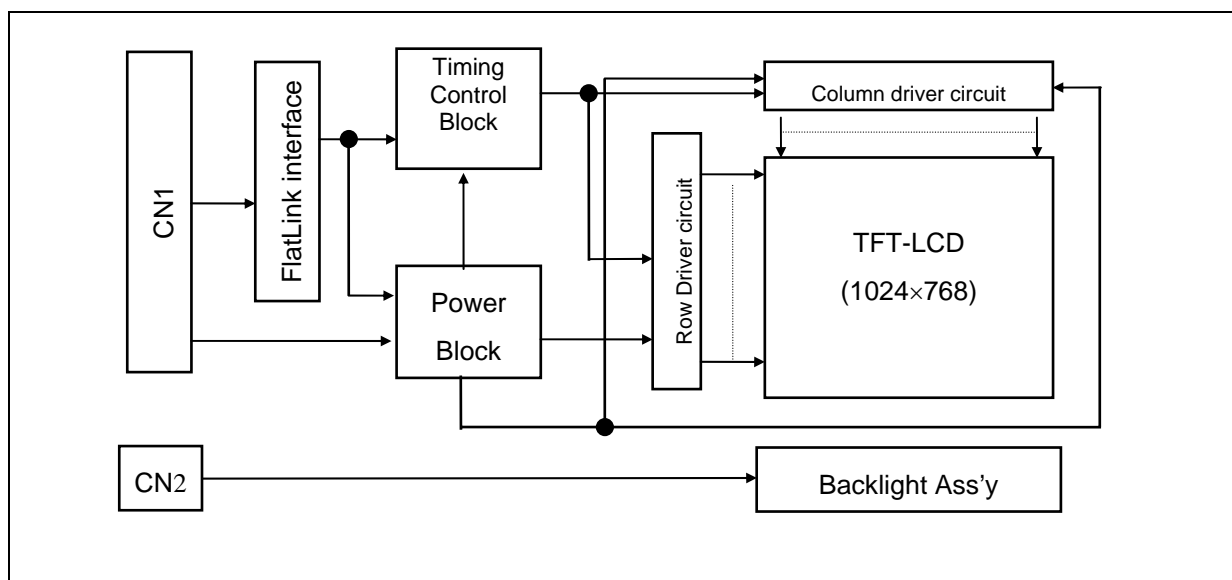 CN1
FlatLink interface
Timing
Control
Block
Power
Block
Column driver circuit
Row Driver circuit
TFT-LCD
(1024×768)
CN2
Backlight Ass’y